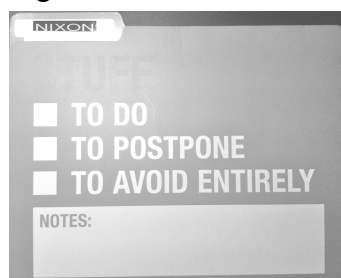 NIXON
STUFF
TO DO
TO POSTPONE
TO AVOID ENTIRELY
NOTES: